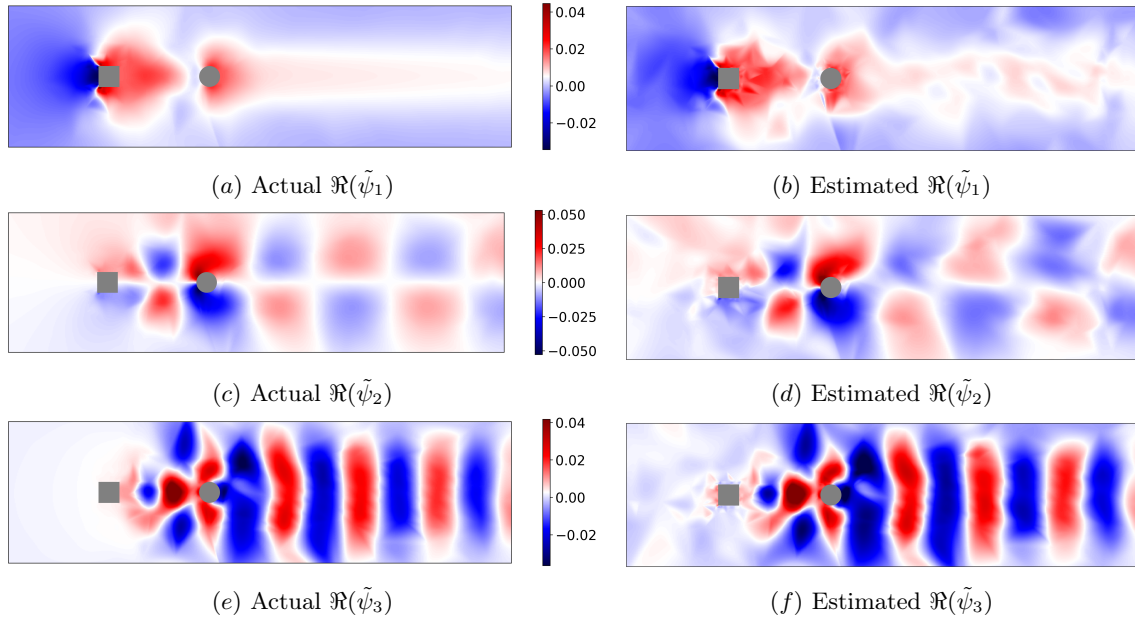 0.04
0.02
0.00
−0.02
(a) Actual ℜ(ψ̃₁)
(b) Estimated ℜ(ψ̃₁)
0.050
0.025
0.000
−0.025
−0.050
(c) Actual ℜ(ψ̃₂)
(d) Estimated ℜ(ψ̃₂)
0.04
0.02
0.00
−0.02
(e) Actual ℜ(ψ̃₃)
(f) Estimated ℜ(ψ̃₃)